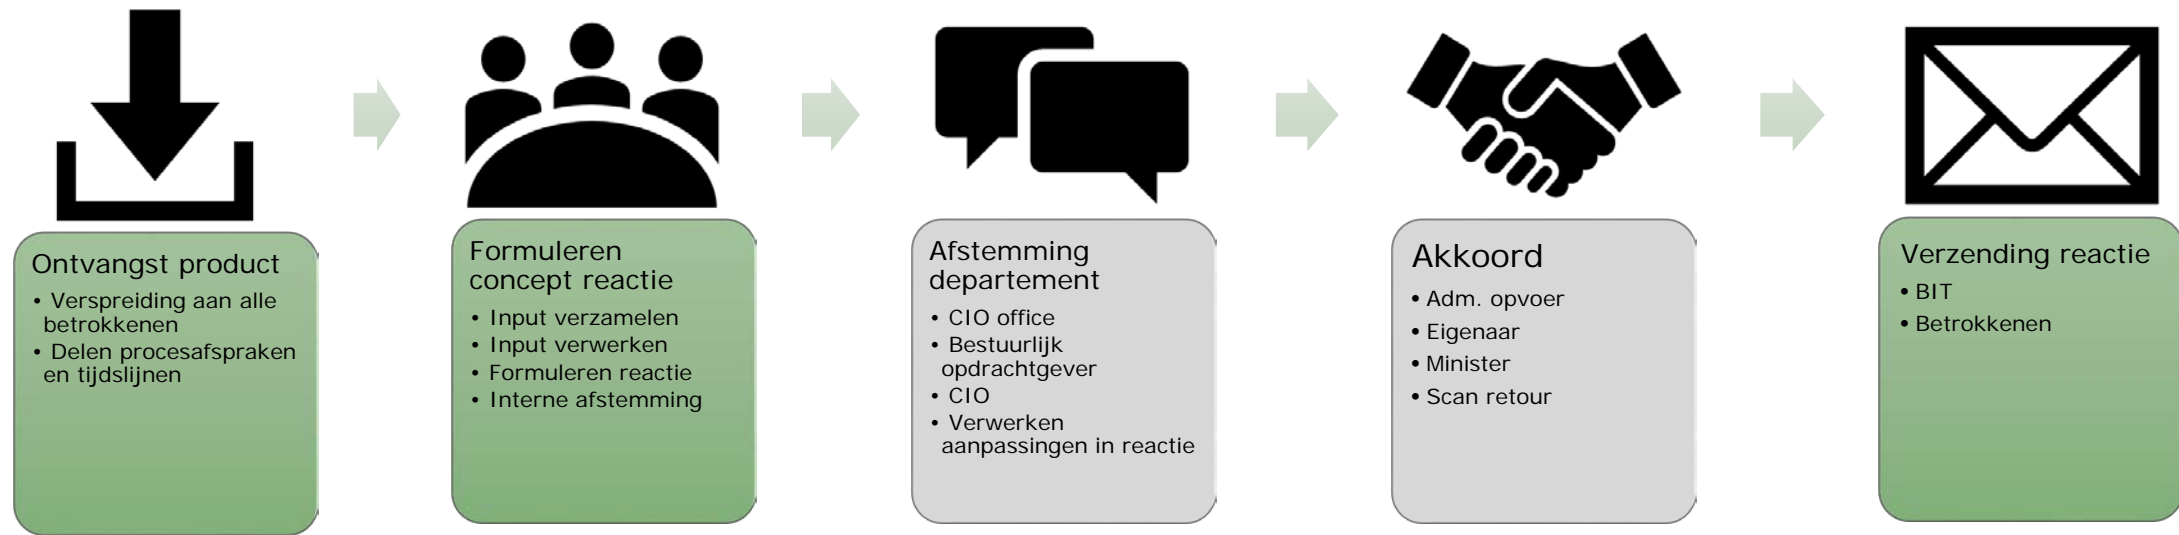 Ontvangst product
• Verspreiding aan alle
betrokkenen
• Delen procesafspraken
en tijdslijnen
Formuleren
concept reactie
• Input verzamelen
• Input verwerken
• Formuleren reactie
• Interne afstemming
Afstemming
departement
• CIO office
• Bestuurlijk
opdrachtgever
• CIO
• Verwerken
aanpassingen in reactie
Akkoord
• Adm. opvoer
• Eigenaar
• Minister
• Scan retour
Verzending reactie
• BIT
• Betrokkenen